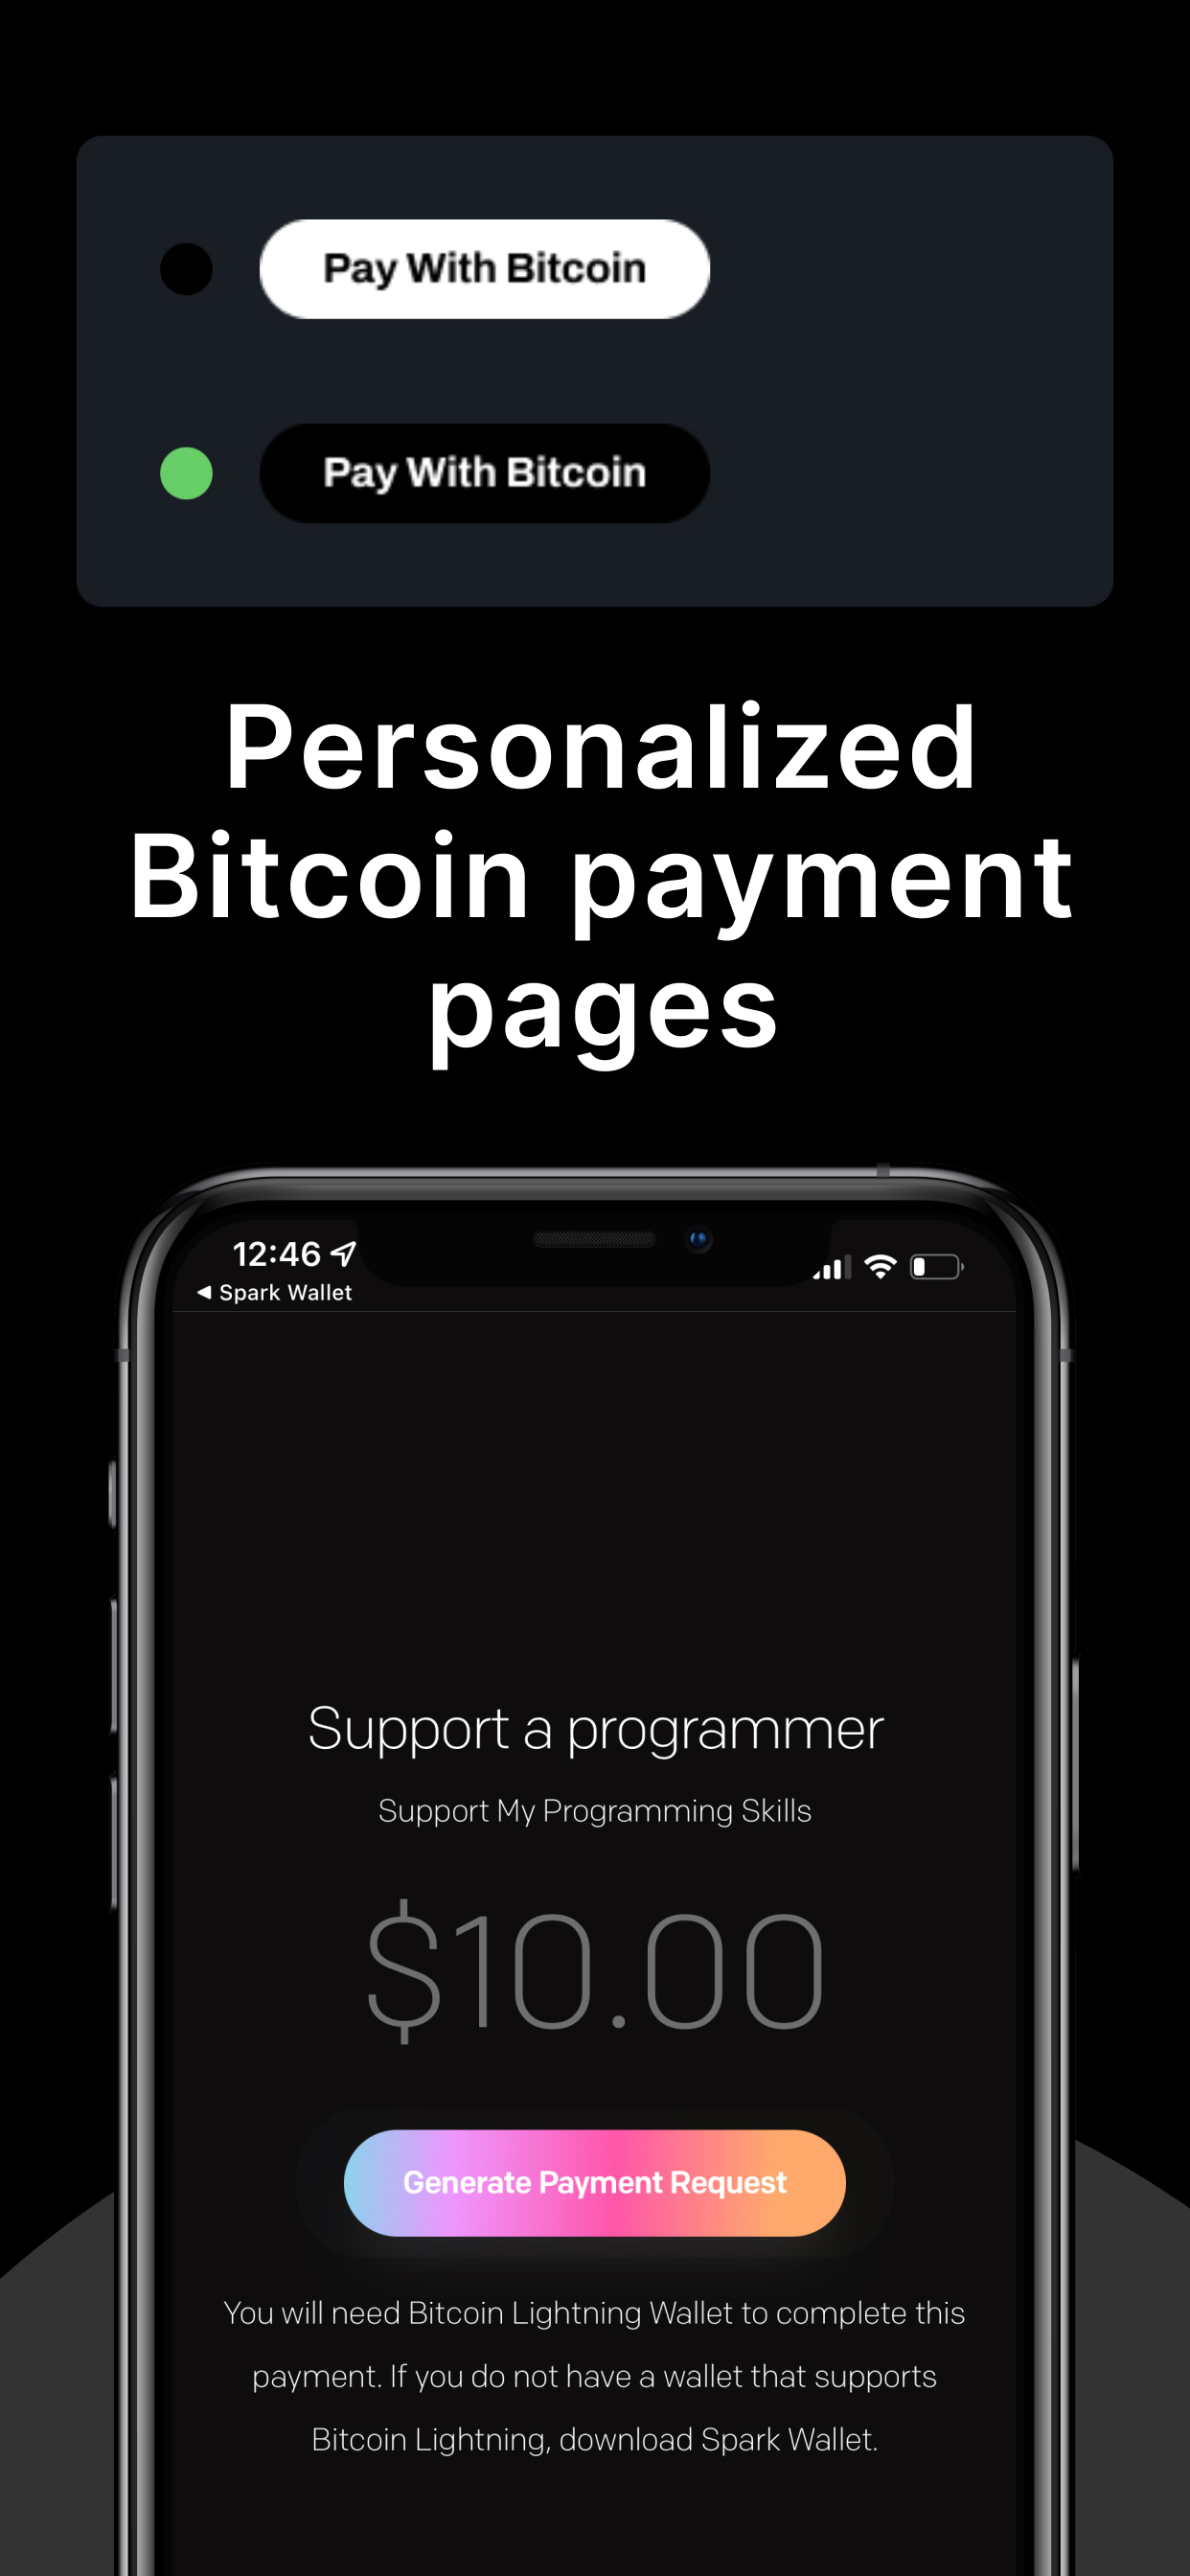 Pay With Bitcoin
Pay With Bitcoin
Personalized
Bitcoin payment
pages
12:46
◀ Spark Wallet
Support a programmer
Support My Programming Skills
$10.00
Generate Payment Request
You will need Bitcoin Lightning Wallet to complete this
payment. If you do not have a wallet that supports
Bitcoin Lightning, download Spark Wallet.